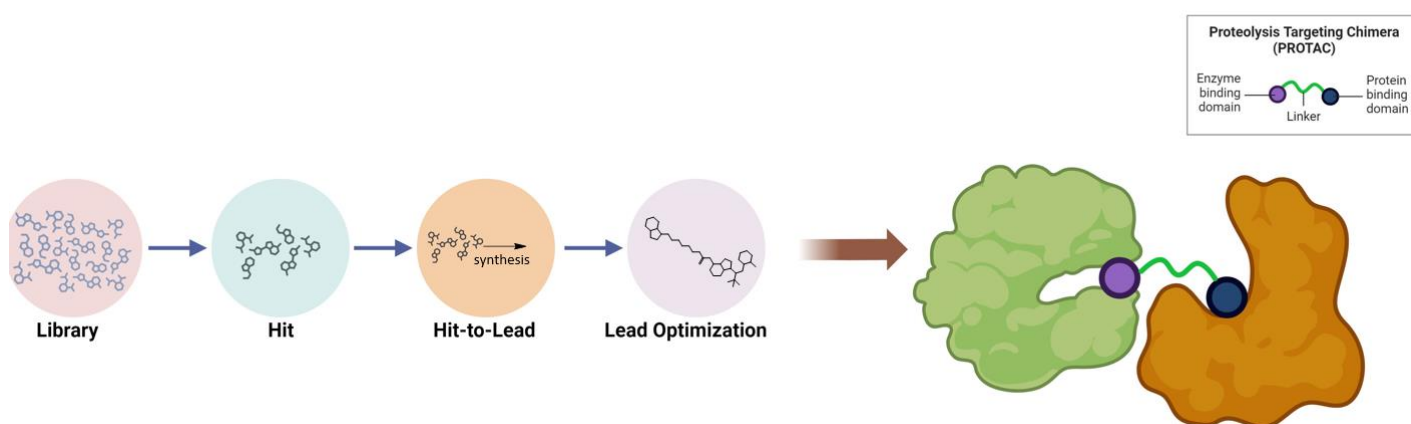 Proteolysis Targeting Chimera
(PROTAC)
Enzyme
binding
domain
Linker
Protein
binding
domain
synthesis
Library
Hit
Hit-to-Lead
Lead Optimization